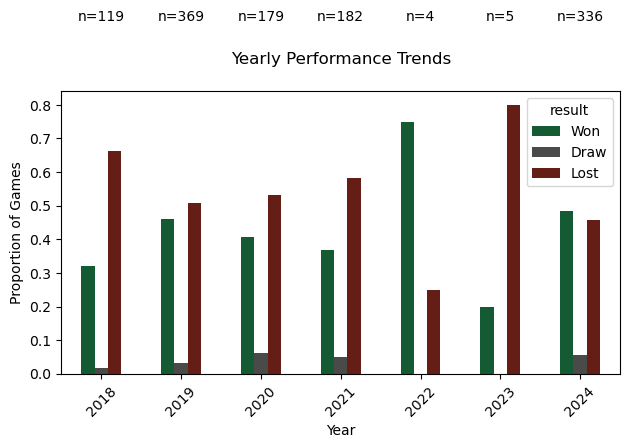 n=119 n=369 n=179 n=182 n=4 n=5 n=336
Yearly Performance Trends
result
Won
Draw
Lost
Proportion of Games
0.8
0.7
0.6
0.5
0.4
0.3
0.2
0.1
0.0
2018 2019 2020 2021 2022 2023 2024
Year